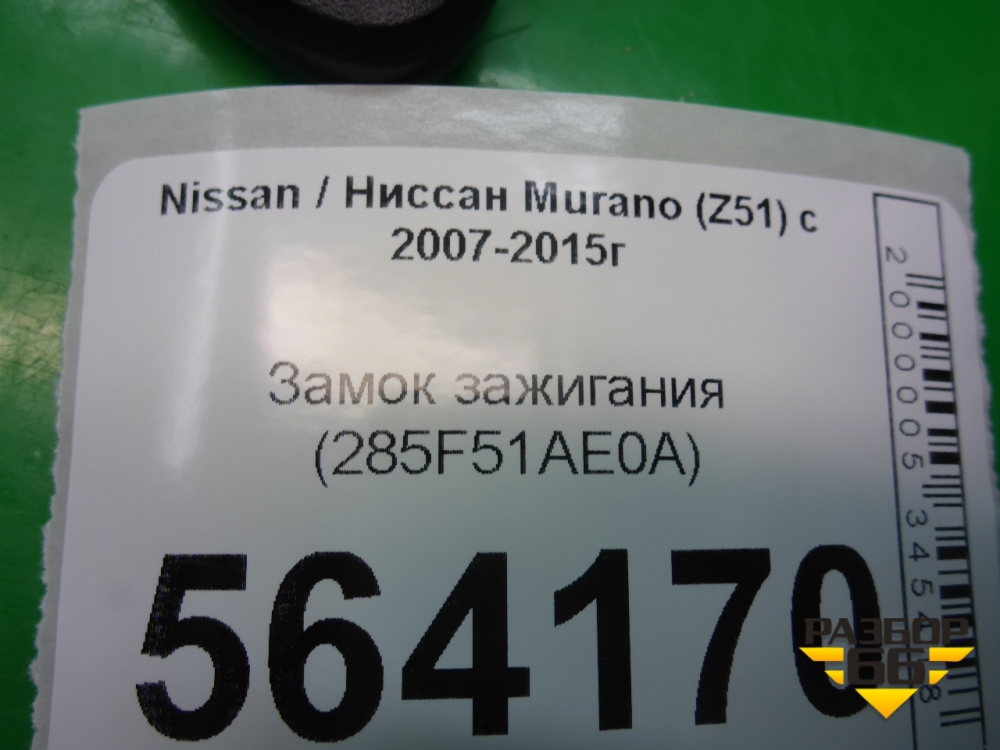 Nissan / Ниссан Murano (Z51) с
2007-2015г
Замок зажигания
(285F51AE0A)
564170
РАЗБОР
66